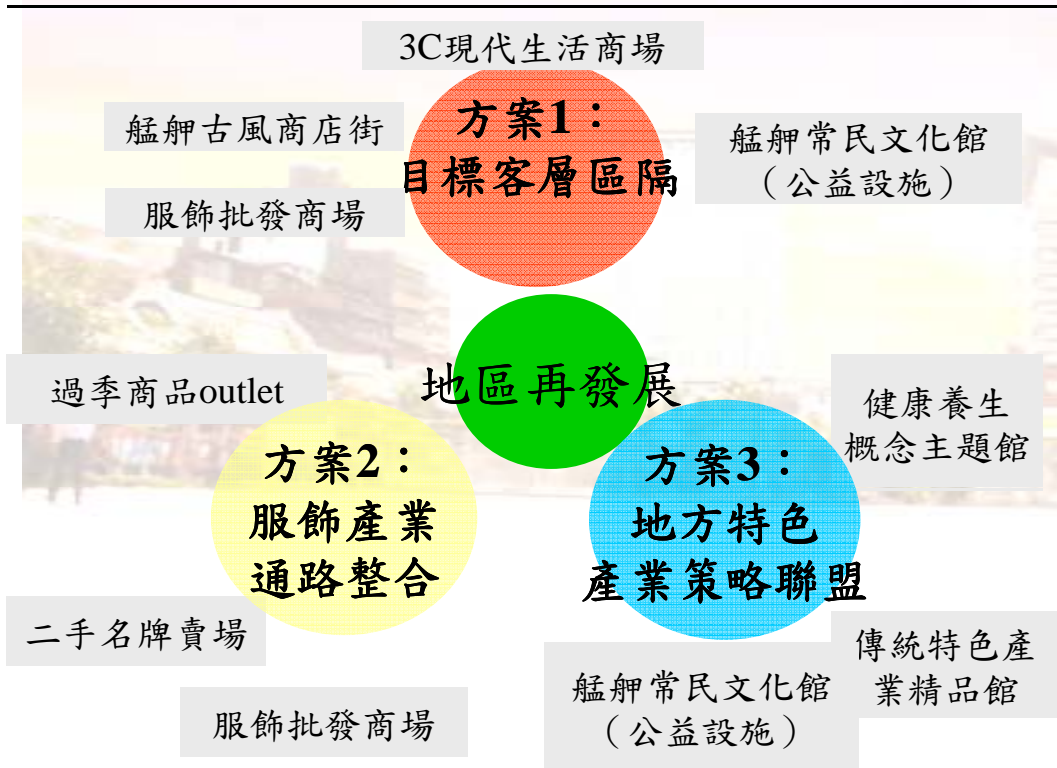 3C現代生活商場
方案1：
目標客層區隔
艋舺古風商店街
服飾批發商場
艋舺常民文化館
（公益設施）
地區再發展
過季商品outlet
方案2：
服飾產業
通路整合
二手名牌賣場
服飾批發商場
方案3：
地方特色
產業策略聯盟
健康養生
概念主題館
艋舺常民文化館
（公益設施）
傳統特色產
業精品館